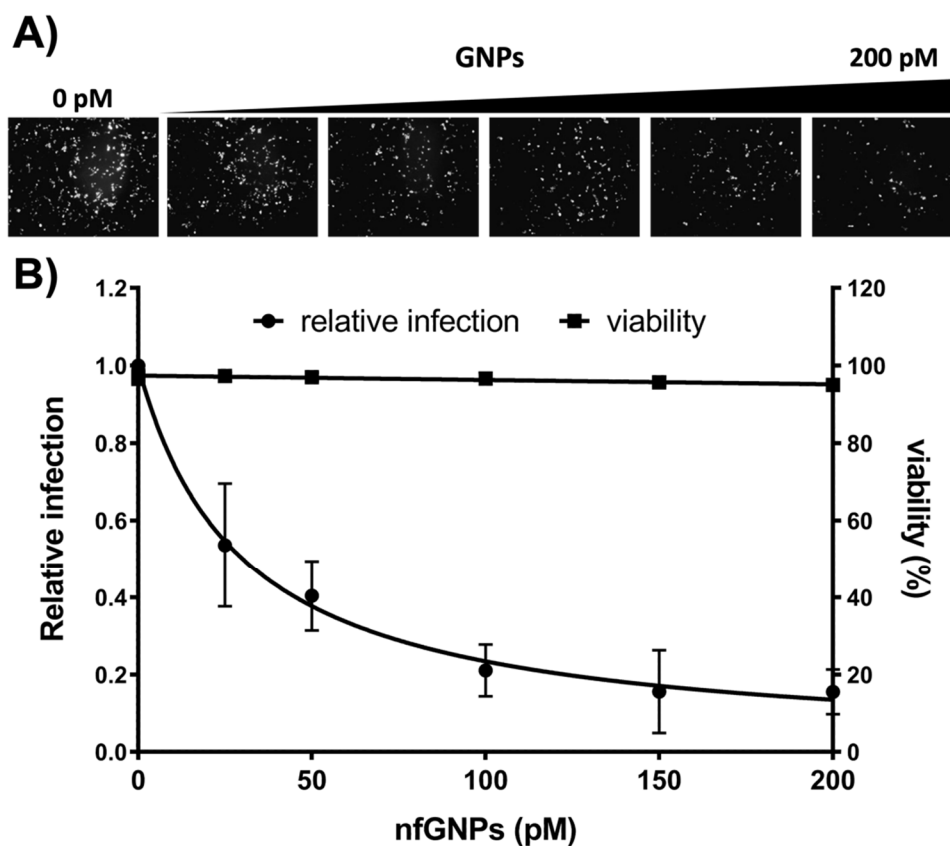 A)
GNPs
200 pM
0 pM
B)
1.2
1.0
0.8
0.6
0.4
0.2
0.0
Relative infection
relative infection
viability
120
100
80
60
40
20
0
viability (%)
0 50 100 150 200
nfGNPs (pM)